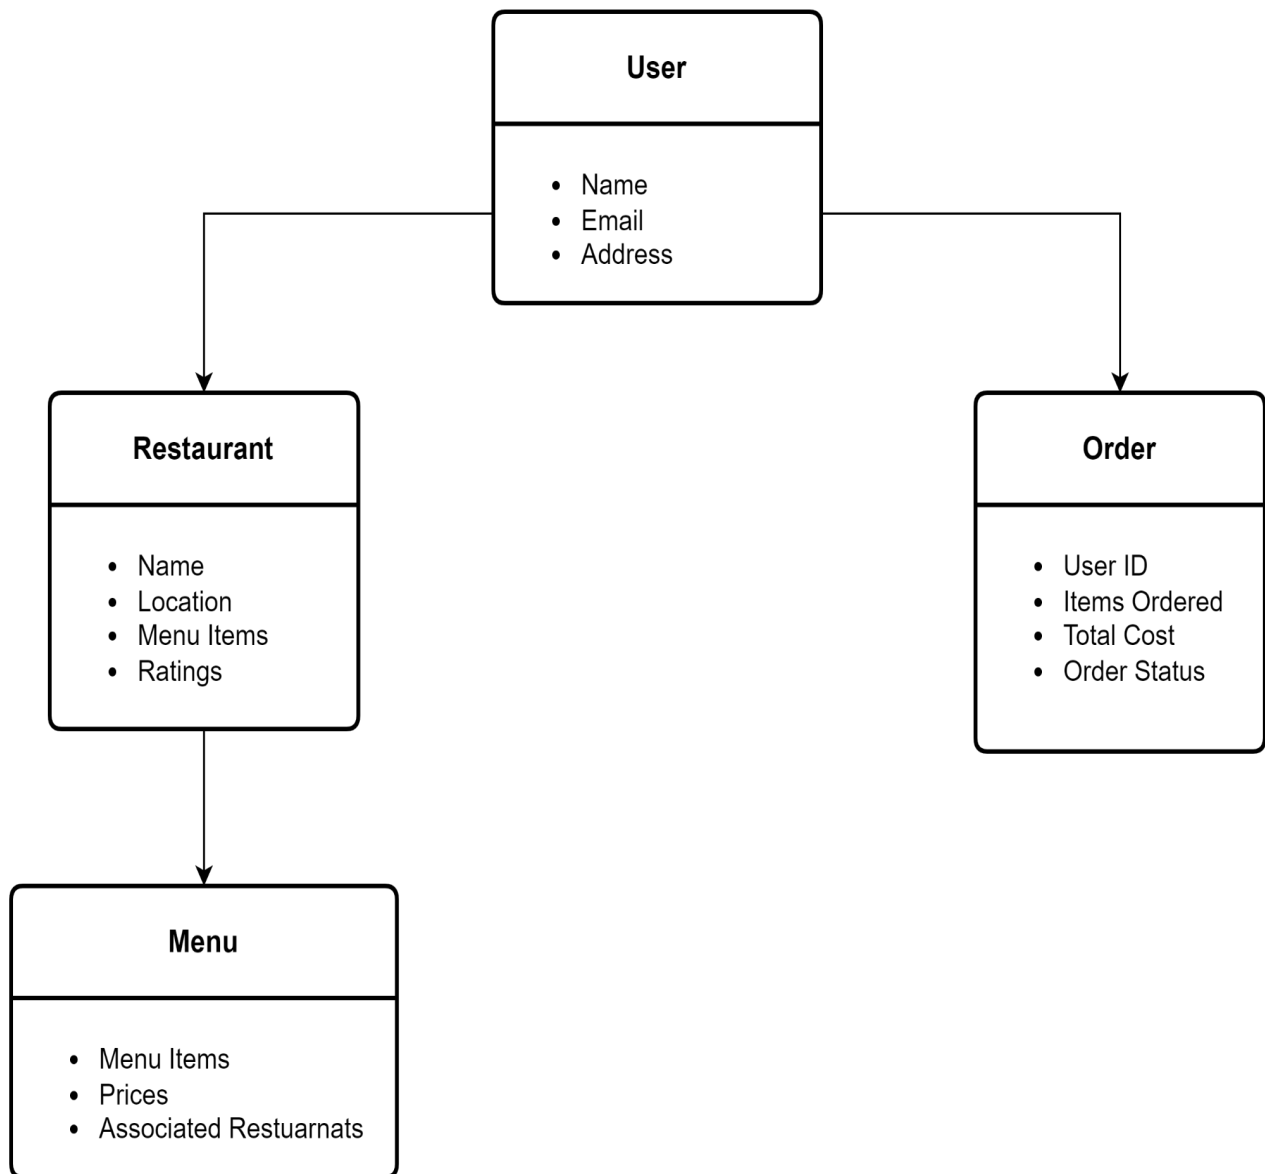 User
Name
Email
Address
Restaurant
Name
Location
Menu Items
Ratings
Order
User ID
Items Ordered
Total Cost
Order Status
Menu
Menu Items
Prices
Associated Restuarnats